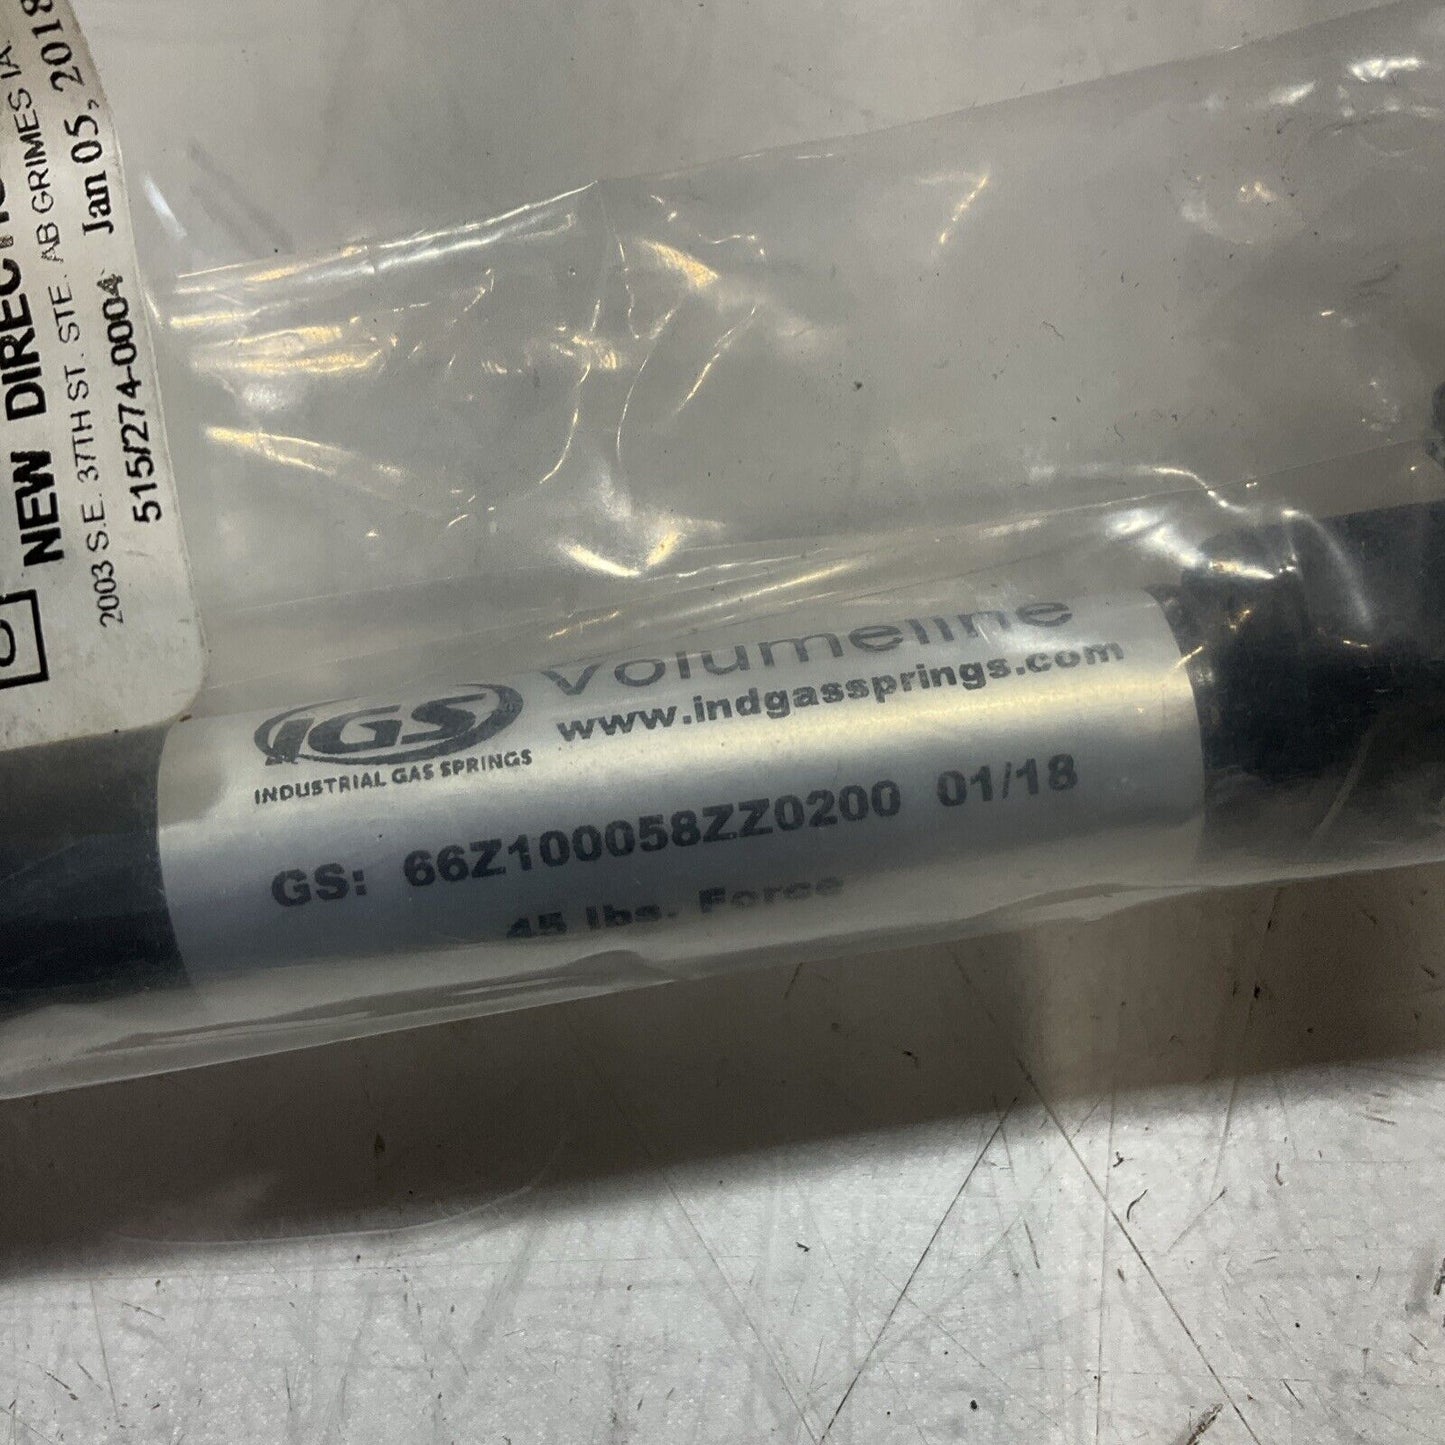 NEW
2003 S.E. 37TH ST. STE. AB GRIMES IA.
515/274-0004 Jan 05, 2018
IGS
INDUSTRIAL GAS SPRINGS
Volumeline
www.indgassprings.com
GS: 66Z100058ZZ0200 01/18
45 lbs. Force